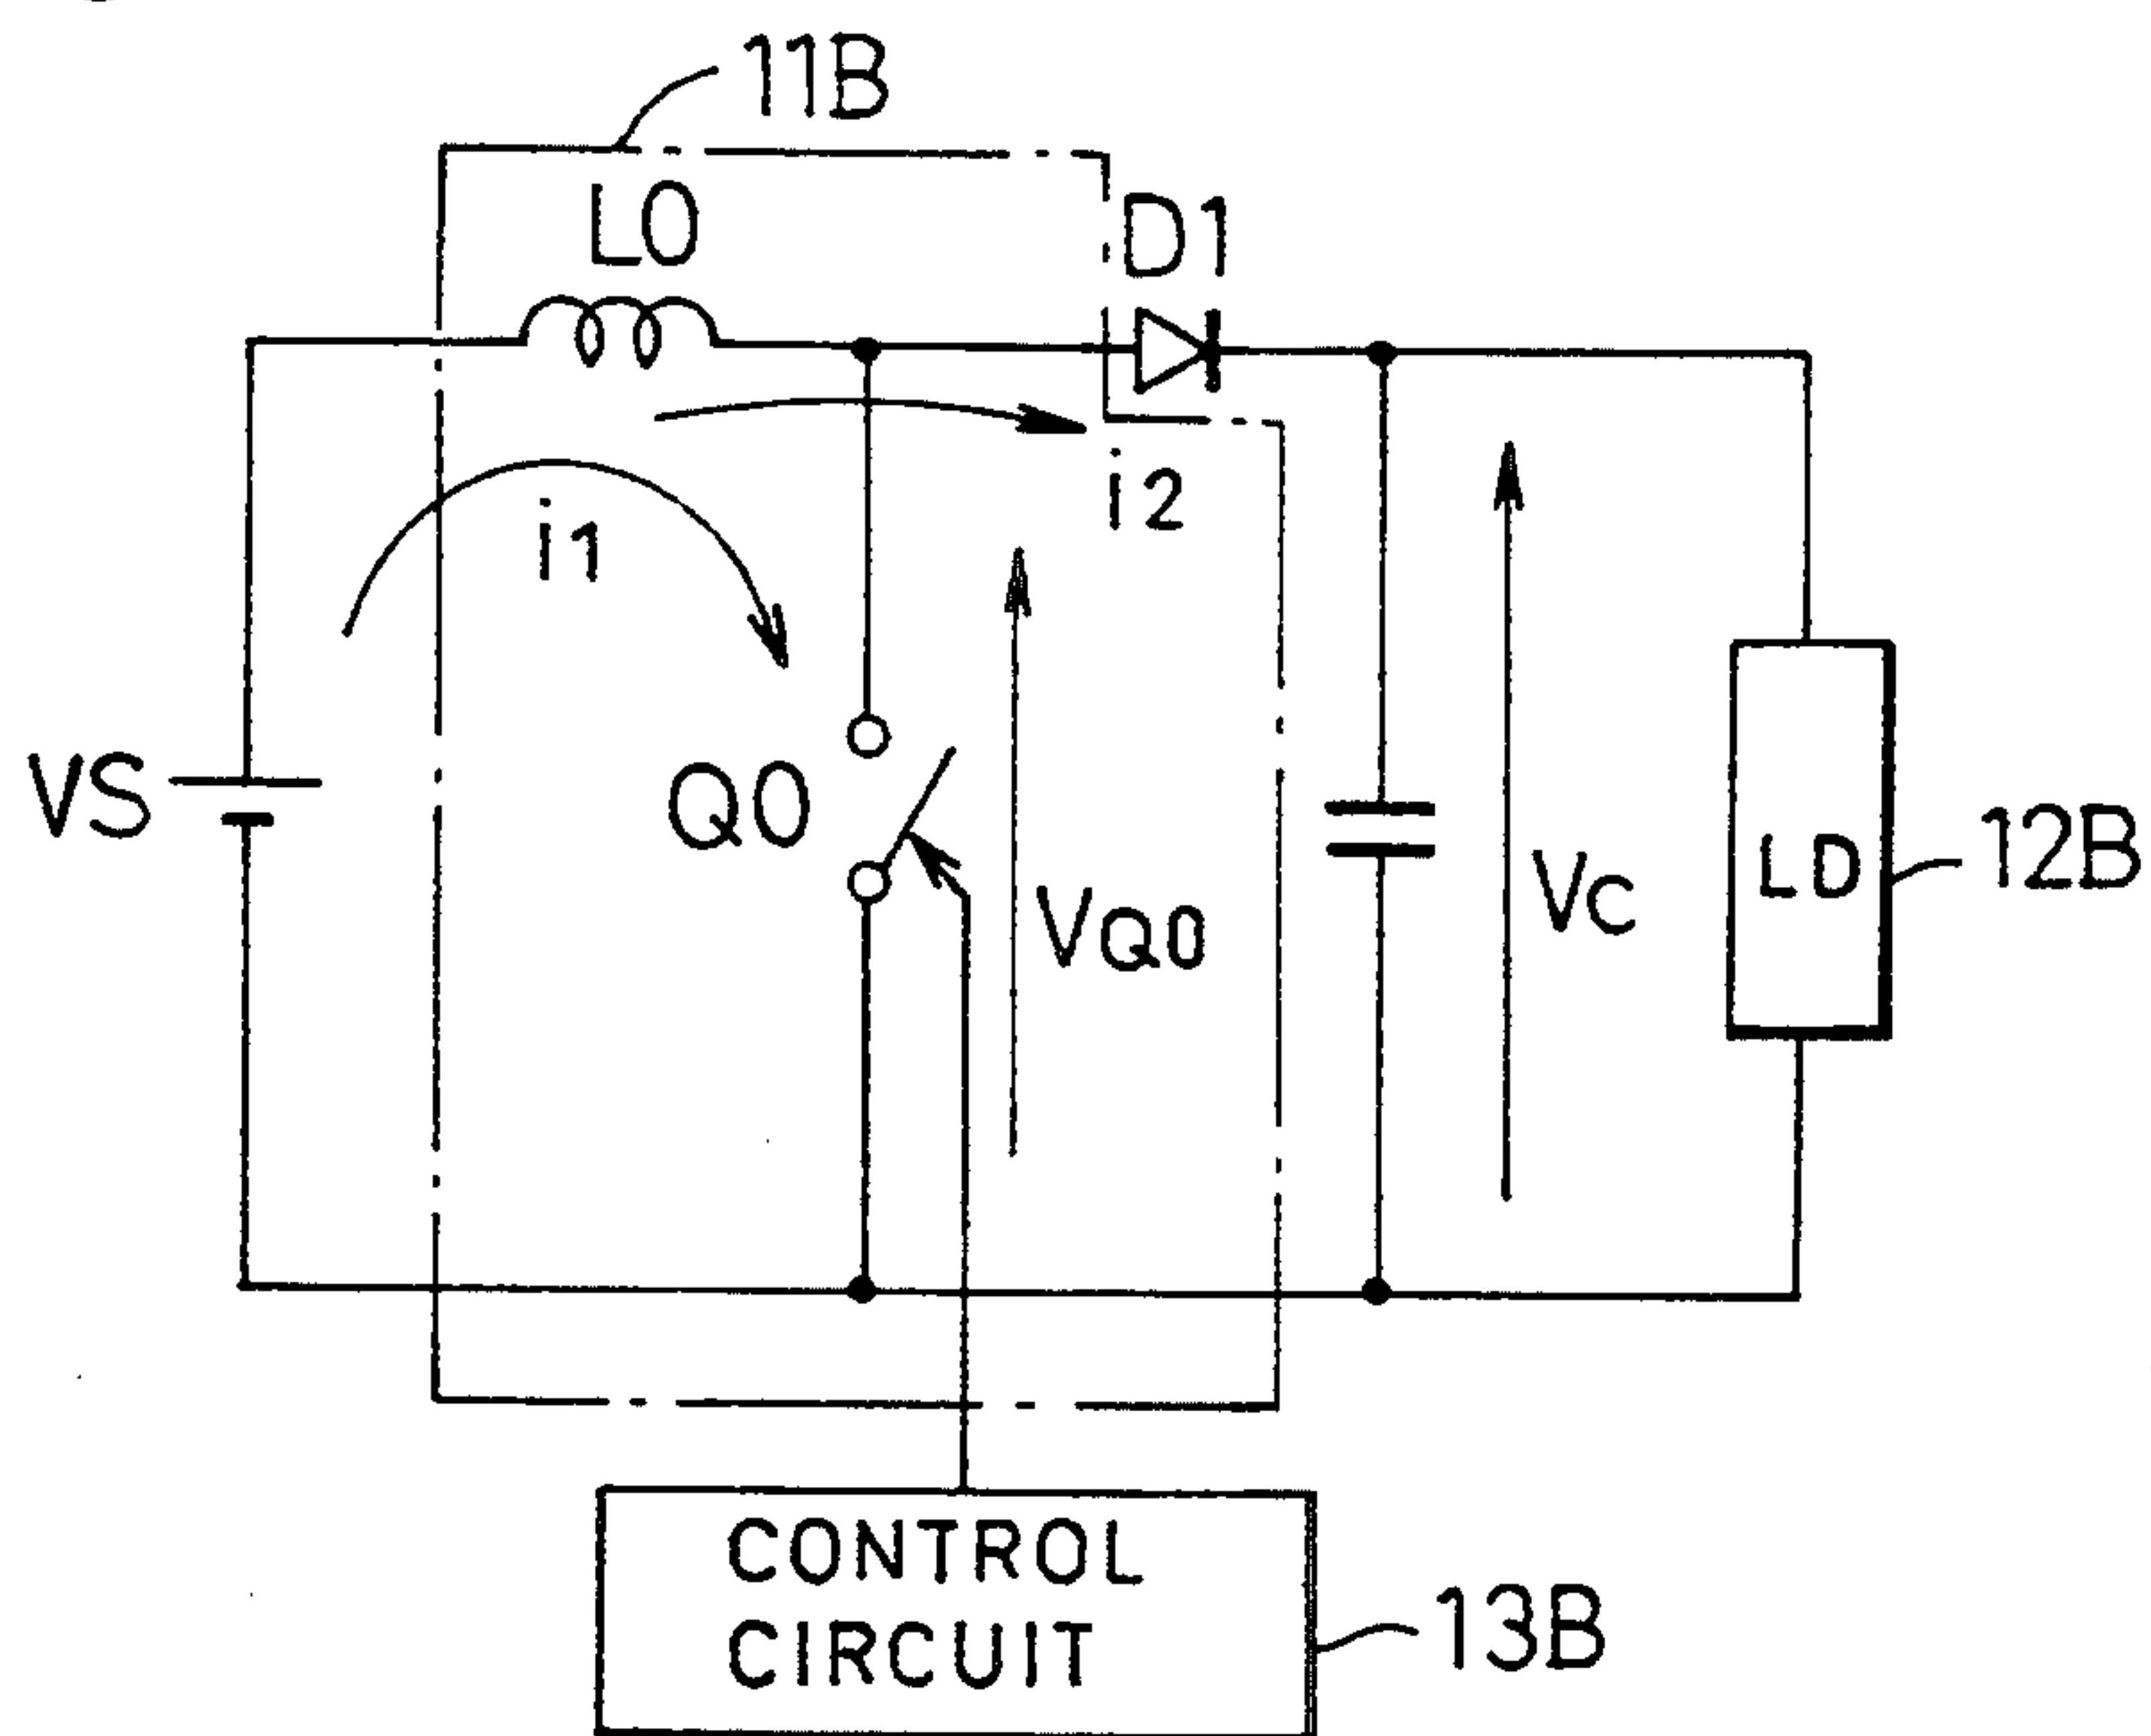 11B
L0
D1
i2
i1
VS
Q0
VQ0
VC
LD
12B
CONTROL
CIRCUIT
13B